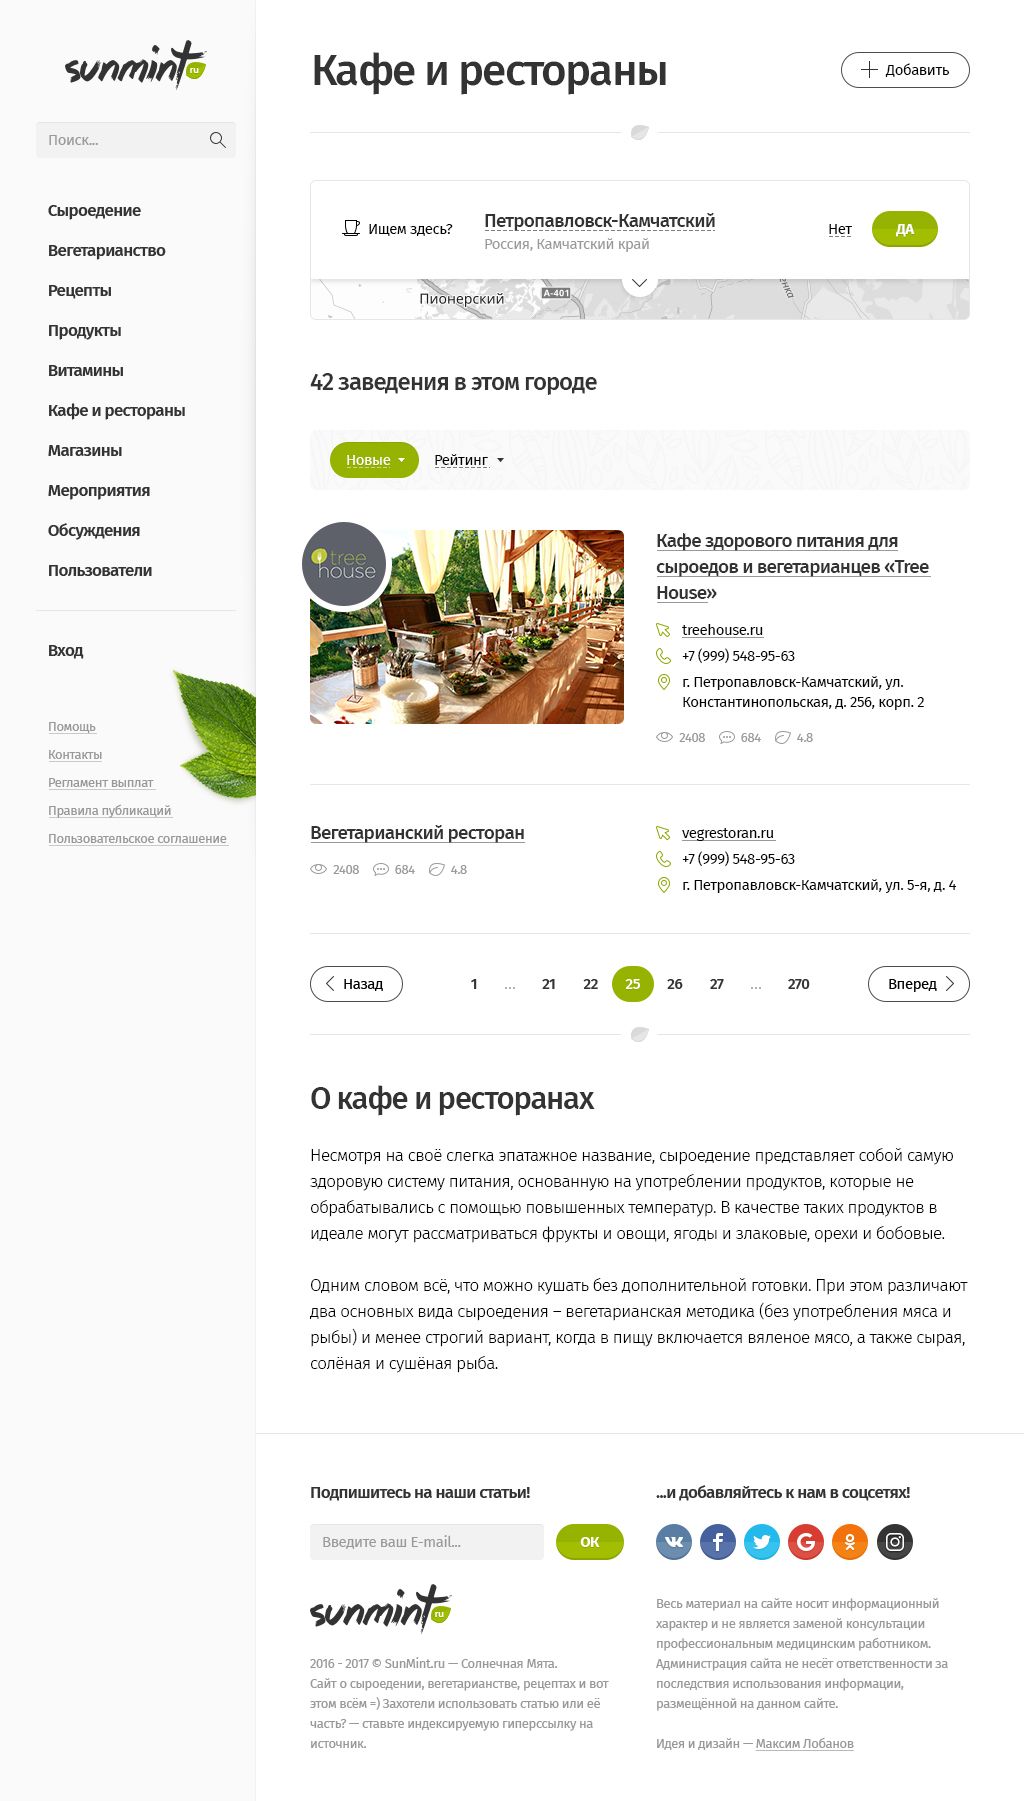 sunmint ru
Поиск...
Сыроедение
Вегетарианство
Рецепты
Продукты
Витамины
Кафе и рестораны
Магазины
Мероприятия
Обсуждения
Пользователи
Вход
Помощь
Контакты
Регламент выплат
Правила публикаций
Пользовательское соглашение
Кафе и рестораны
Добавить
Ищем здесь?
Петропавловск-Камчатский
Россия, Камчатский край
Нет
ДА
Пионерский
А-401
42 заведения в этом городе
Новые
Рейтинг
tree
house
Кафе здорового питания для
сыроедов и вегетарианцев «Tree
House»
treehouse.ru
+7 (999) 548-95-63
г. Петропавловск-Камчатский, ул.
Константинопольская, д. 256, корп. 2
2408 684 4.8
Вегетарианский ресторан
2408 684 4.8
vegrestoran.ru
+7 (999) 548-95-63
г. Петропавловск-Камчатский, ул. 5-я, д. 4
Назад 1 ... 21 22 25 26 27 ... 270 Вперед
О кафе и ресторанах
Несмотря на своё слегка эпатажное название, сыроедение представляет собой самую
здоровую систему питания, основанную на употреблении продуктов, которые не
обрабатывались с помощью повышенных температур. В качестве таких продуктов в
идеале могут рассматриваться фрукты и овощи, ягоды и злаковые, орехи и бобовые.
Одним словом всё, что можно кушать без дополнительной готовки. При этом различают
два основных вида сыроедения – вегетарианская методика (без употребления мяса и
рыбы) и менее строгий вариант, когда в пищу включается вяленое мясо, а также сырая,
солёная и сушёная рыба.
Подпишитесь на наши статьи!
Введите ваш E-mail...
ОК
sunmint ru
2016 - 2017 © SunMint.ru — Солнечная Мята.
Сайт о сыроедении, вегетарианстве, рецептах и вот
этом всём =) Захотели использовать статью или её
часть? — ставьте индексируемую гиперссылку на
источник.
...и добавляйтесь к нам в соцсетях!
Весь материал на сайте носит информационный
характер и не является заменой консультации
профессиональным медицинским работником.
Администрация сайта не несёт ответственности за
последствия использования информации,
размещённой на данном сайте.
Идея и дизайн — Максим Лобанов